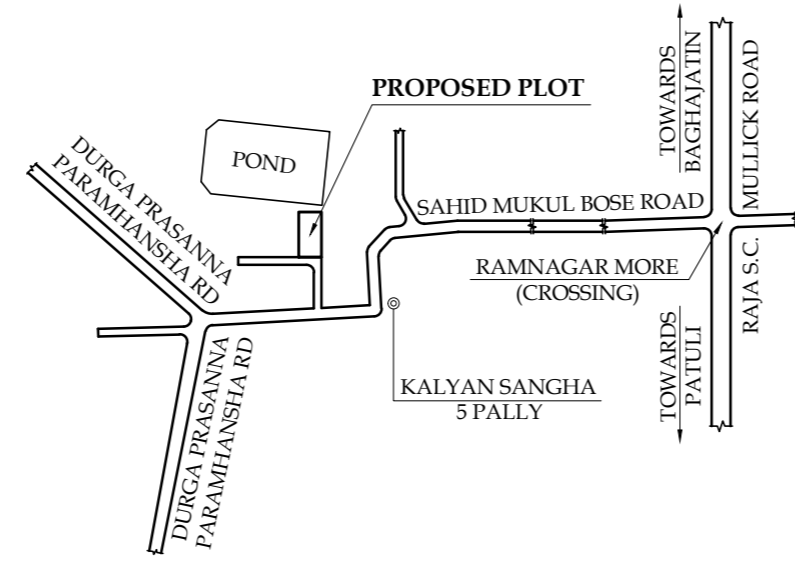 PROPOSED PLOT
POND
DURGA PRASANNA
PARAMHANSHA RD
SAHID MUKUL BOSE ROAD
TOWARDS
BAGHAJATIN
RAJA S.C. MULLICK ROAD
RAMNAGAR MORE
(CROSSING)
TOWARDS
PATULI
KALYAN SANGHA
5 PALLY
DURGA PRASANNA
PARAMHANSHA RD